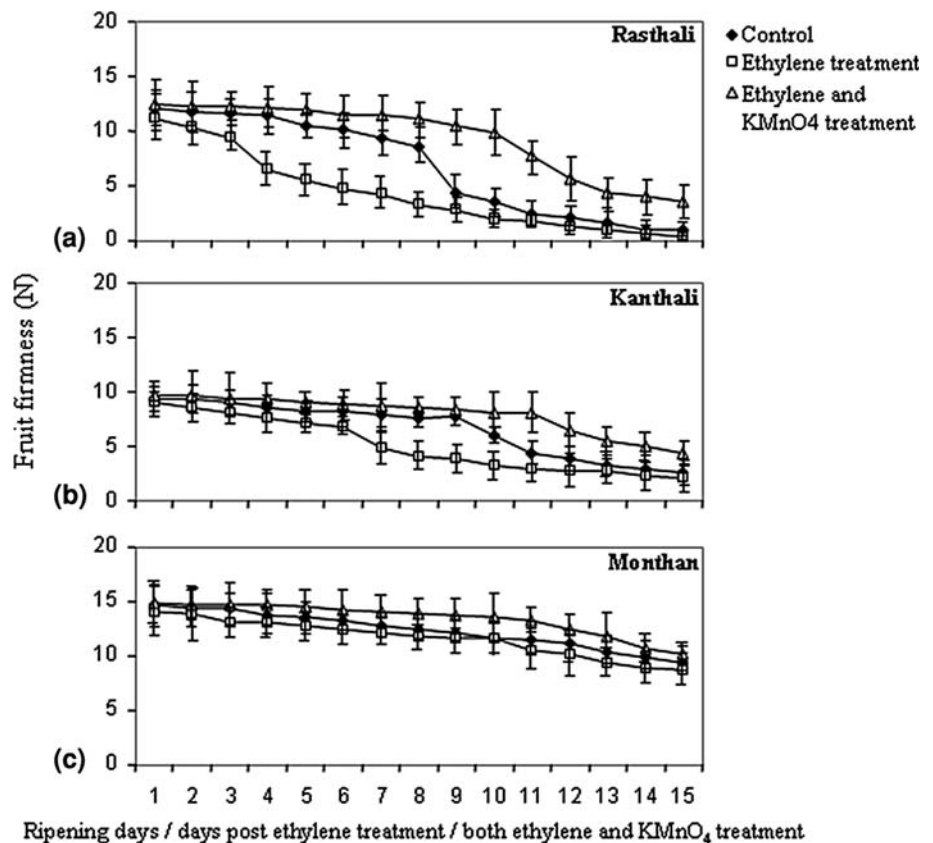 Rasthali
Control
Ethylene treatment
Ethylene and
KMnO4 treatment
20
15
10
5
0
(a)
Kanthali
20
15
10
5
0
(b)
Fruit firmness (N)
Monthan
20
15
10
5
0
(c)
1 2 3 4 5 6 7 8 9 10 11 12 13 14 15
Ripening days / days post ethylene treatment / both ethylene and KMnO₄ treatment